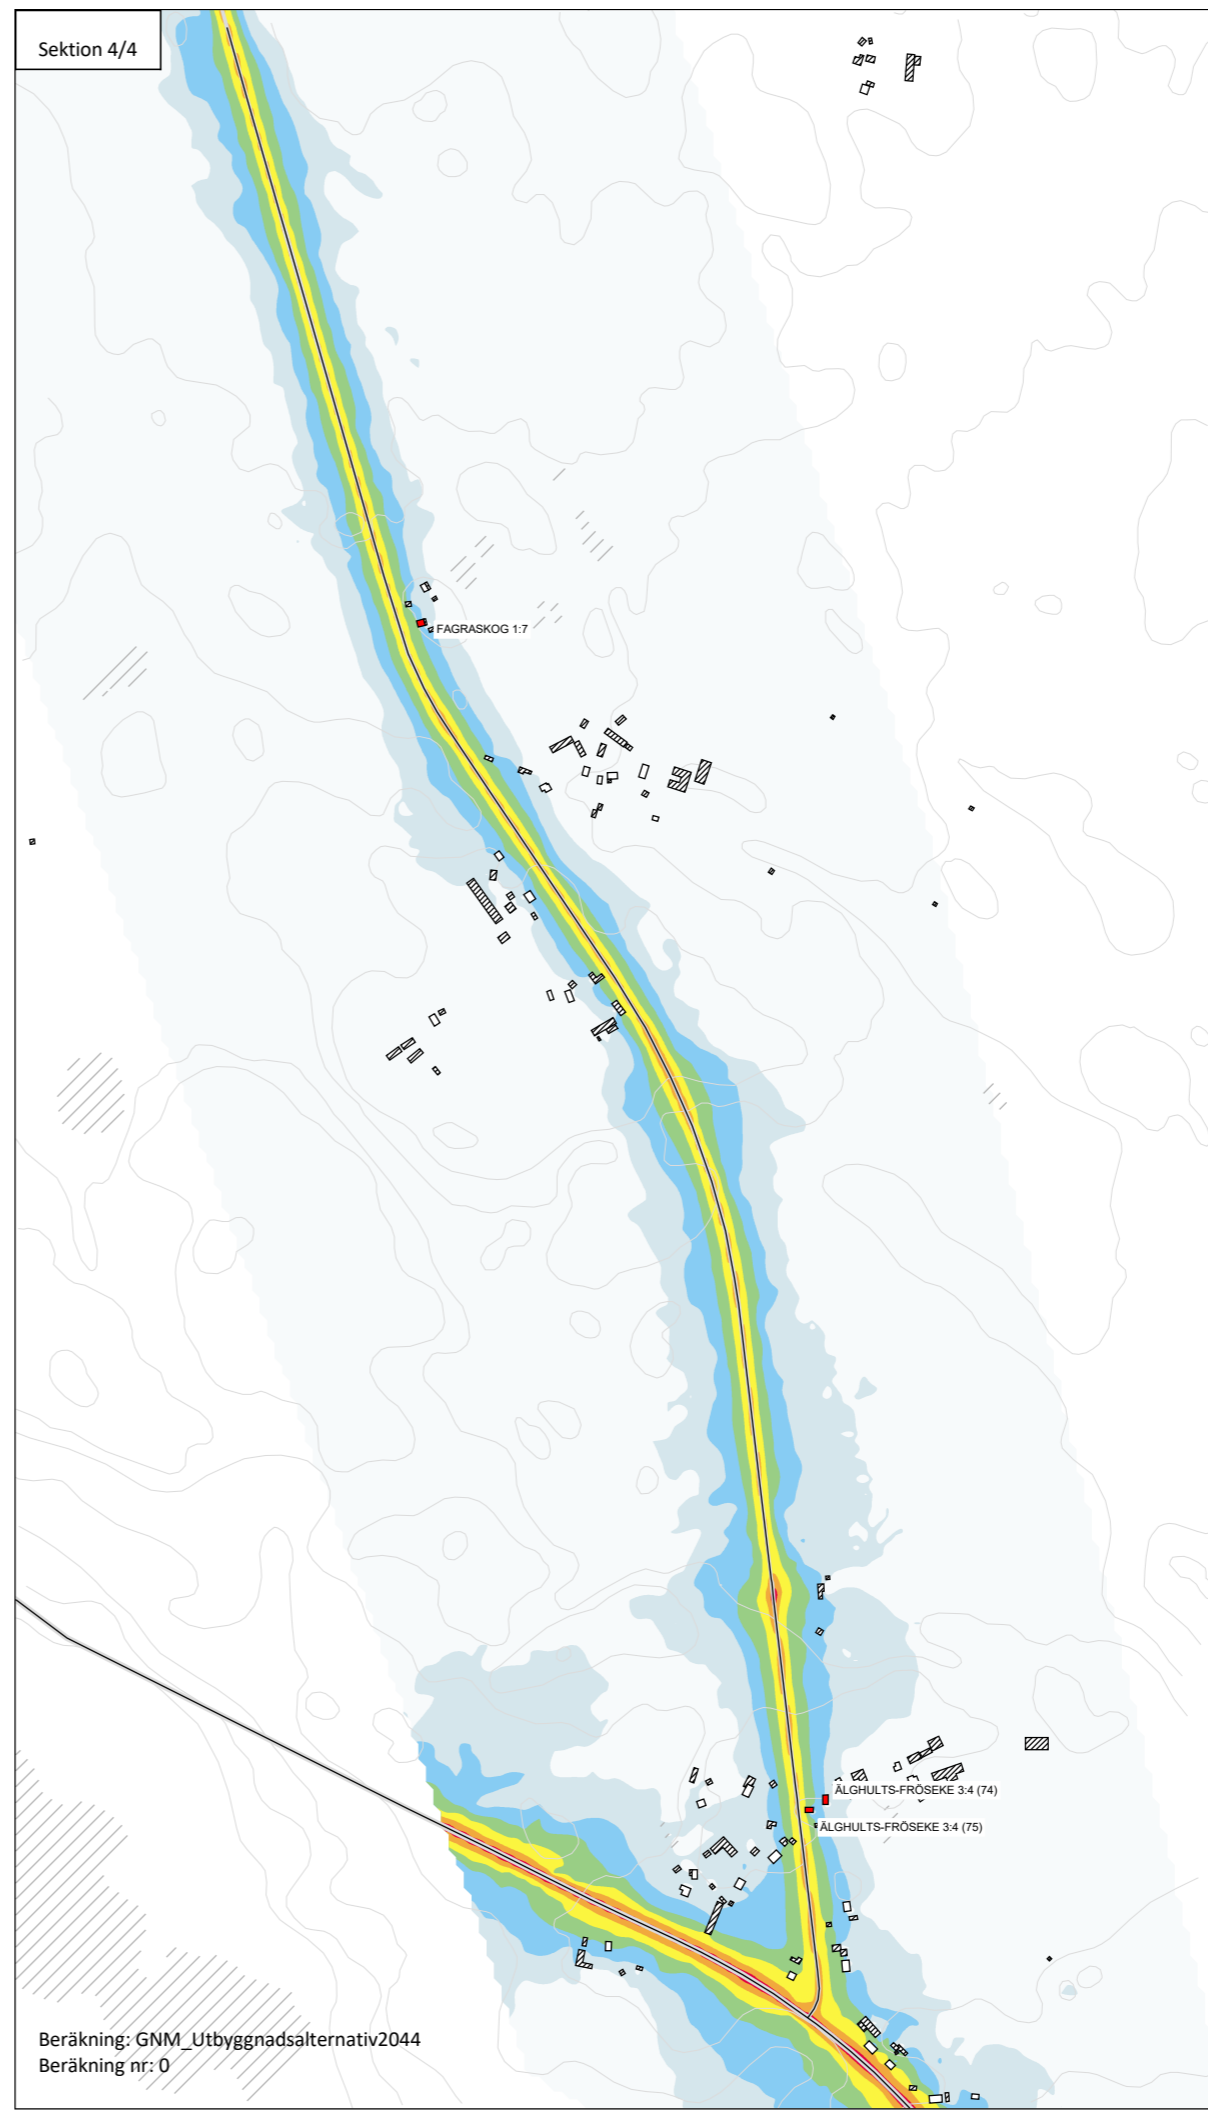 Sektion 4/4
FAGRASKOG 1:7
ÄLGHULTS-FRÖSEKE 3:4 (74)
ÄLGHULTS-FRÖSEKE 3:4 (75)
Beräkning: GNM_Utbyggnadsalternativ2044
Beräkning nr: 0